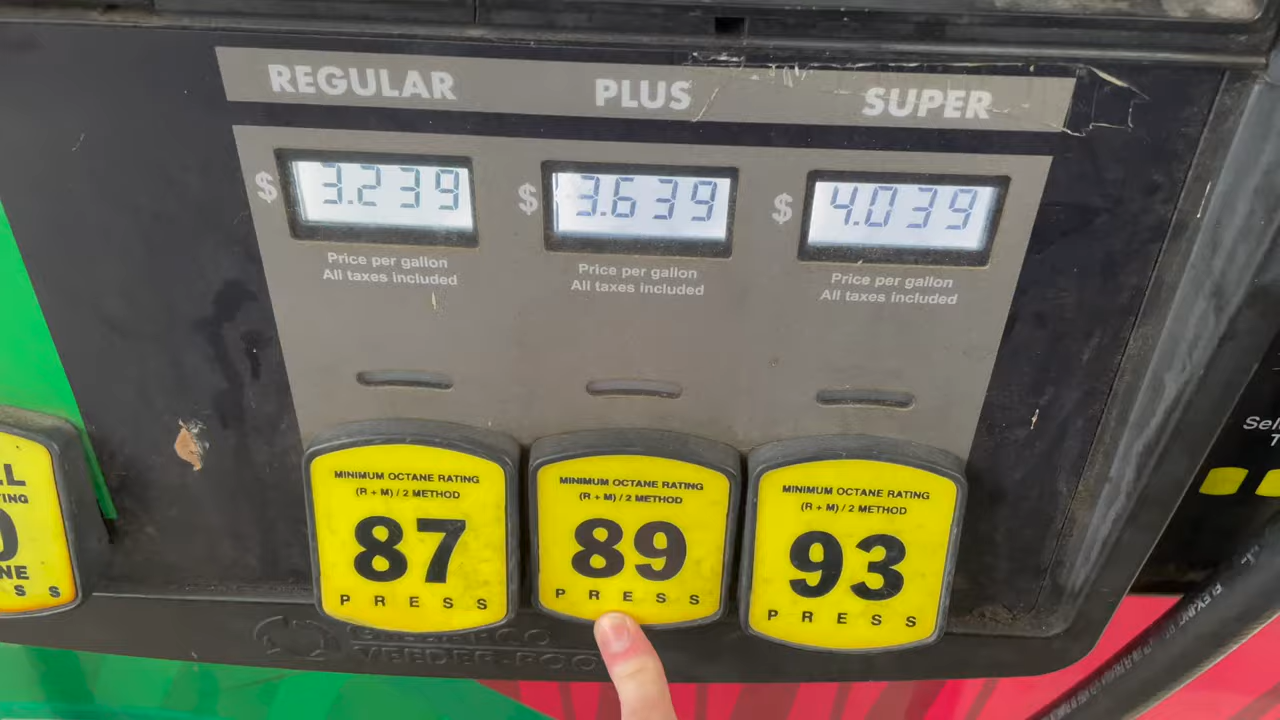 REGULAR PLUS SUPER
$ 3.239 $ 3.639 $ 4.039
Price per gallon
All taxes included
Price per gallon
All taxes included
Price per gallon
All taxes included
MINIMUM OCTANE RATING
(R + M) / 2 METHOD
87
PRESS
MINIMUM OCTANE RATING
(R + M) / 2 METHOD
89
PRESS
MINIMUM OCTANE RATING
(R + M) / 2 METHOD
93
PRESS